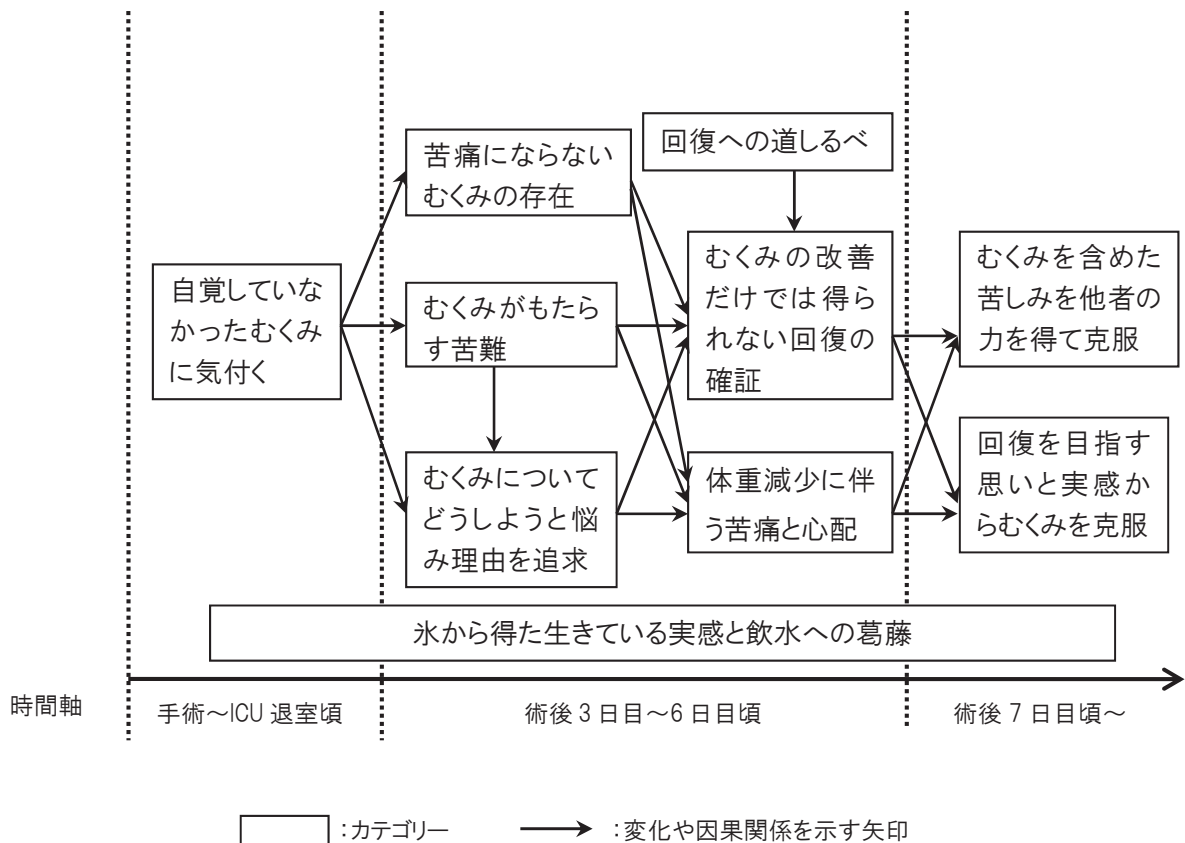 苦痛にならない
むくみの存在
回復への道しるべ
自覚していな
かったむくみ
に気付く
むくみがもたら
す苦難
むくみの改善
だけでは得ら
れない回復の
確証
むくみを含めた
苦しみを他者の
力を得て克服
むくみについて
どうしようと悩
み理由を追求
体重減少に伴
う苦痛と心配
回復を目指す
思いと実感か
らむくみを克服
氷から得た生きている実感と飲水への葛藤
時間軸
手術～ICU 退室頃
術後 3 日目～6 日目頃
術後 7 日目頃～
：カテゴリー
：変化や因果関係を示す矢印